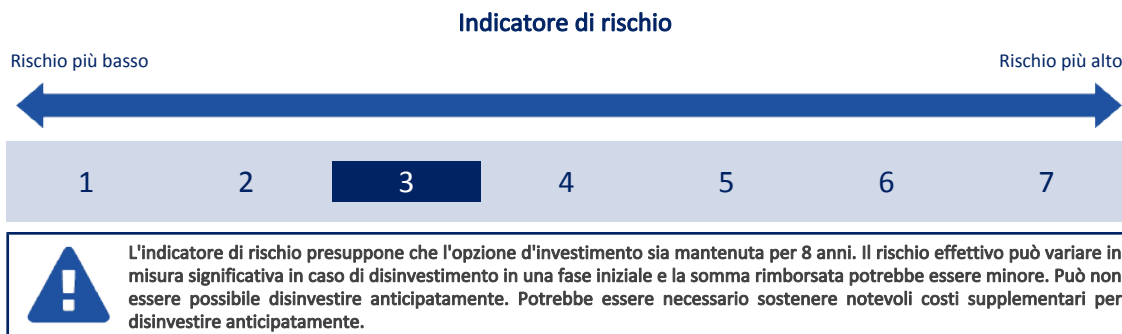 Indicatore di rischio
Rischio più basso
Rischio più alto
1 2 3 4 5 6 7
L'indicatore di rischio presuppone che l'opzione d'investimento sia mantenuta per 8 anni. Il rischio effettivo può variare in
misura significativa in caso di disinvestimento in una fase iniziale e la somma rimborsata potrebbe essere minore. Può non
essere possibile disinvestire anticipatamente. Potrebbe essere necessario sostenere notevoli costi supplementari per
disinvestire anticipatamente.